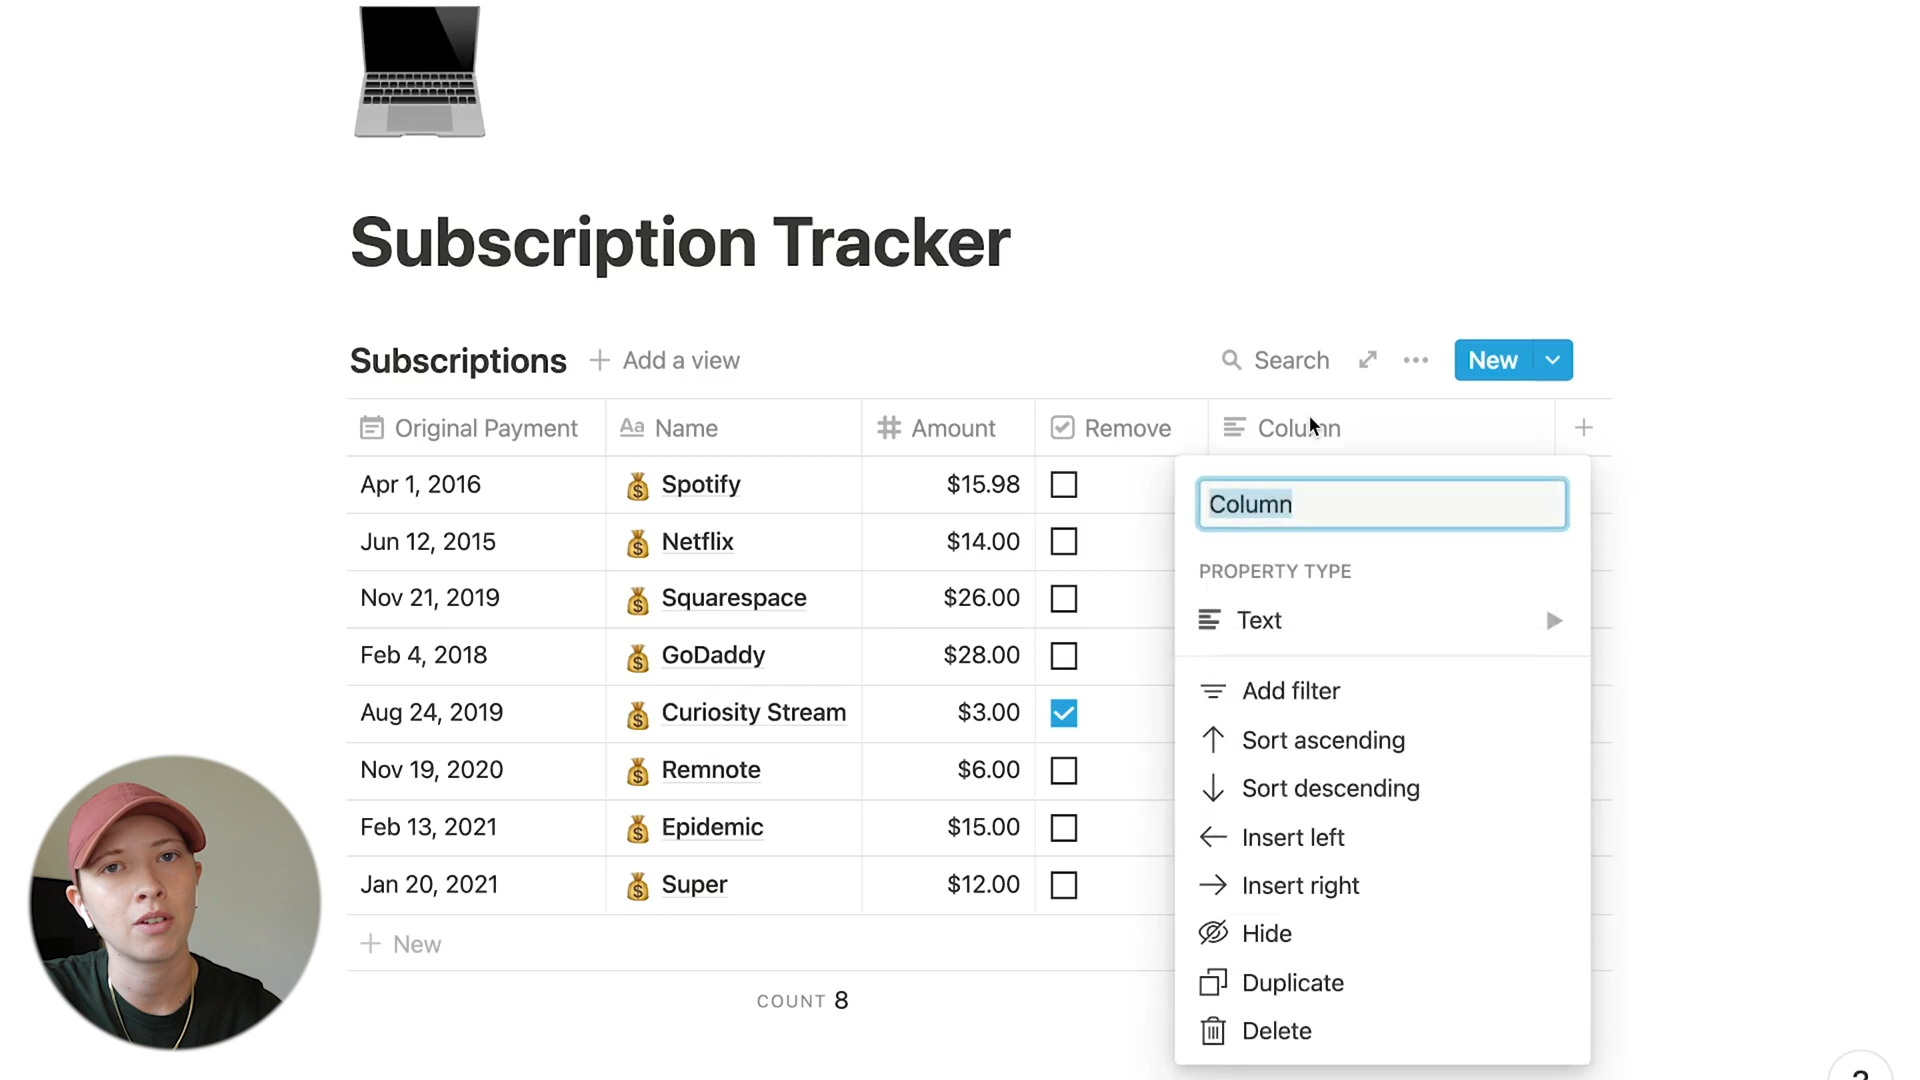 Subscription Tracker
Subscriptions Add a view Search New
Original Payment Aa Name Amount Remove Column
Apr 1, 2016 Spotify $15.98
Column
Jun 12, 2015 Netflix $14.00
PROPERTY TYPE
Nov 21, 2019 Squarespace $26.00
Text
Feb 4, 2018 GoDaddy $28.00
Add filter
Aug 24, 2019 Curiosity Stream $3.00
Sort ascending
Nov 19, 2020 Remnote $6.00
Sort descending
Feb 13, 2021 Epidemic $15.00
Insert left
Jan 20, 2021 Super $12.00
Insert right
New
Hide
Duplicate
COUNT 8
Delete